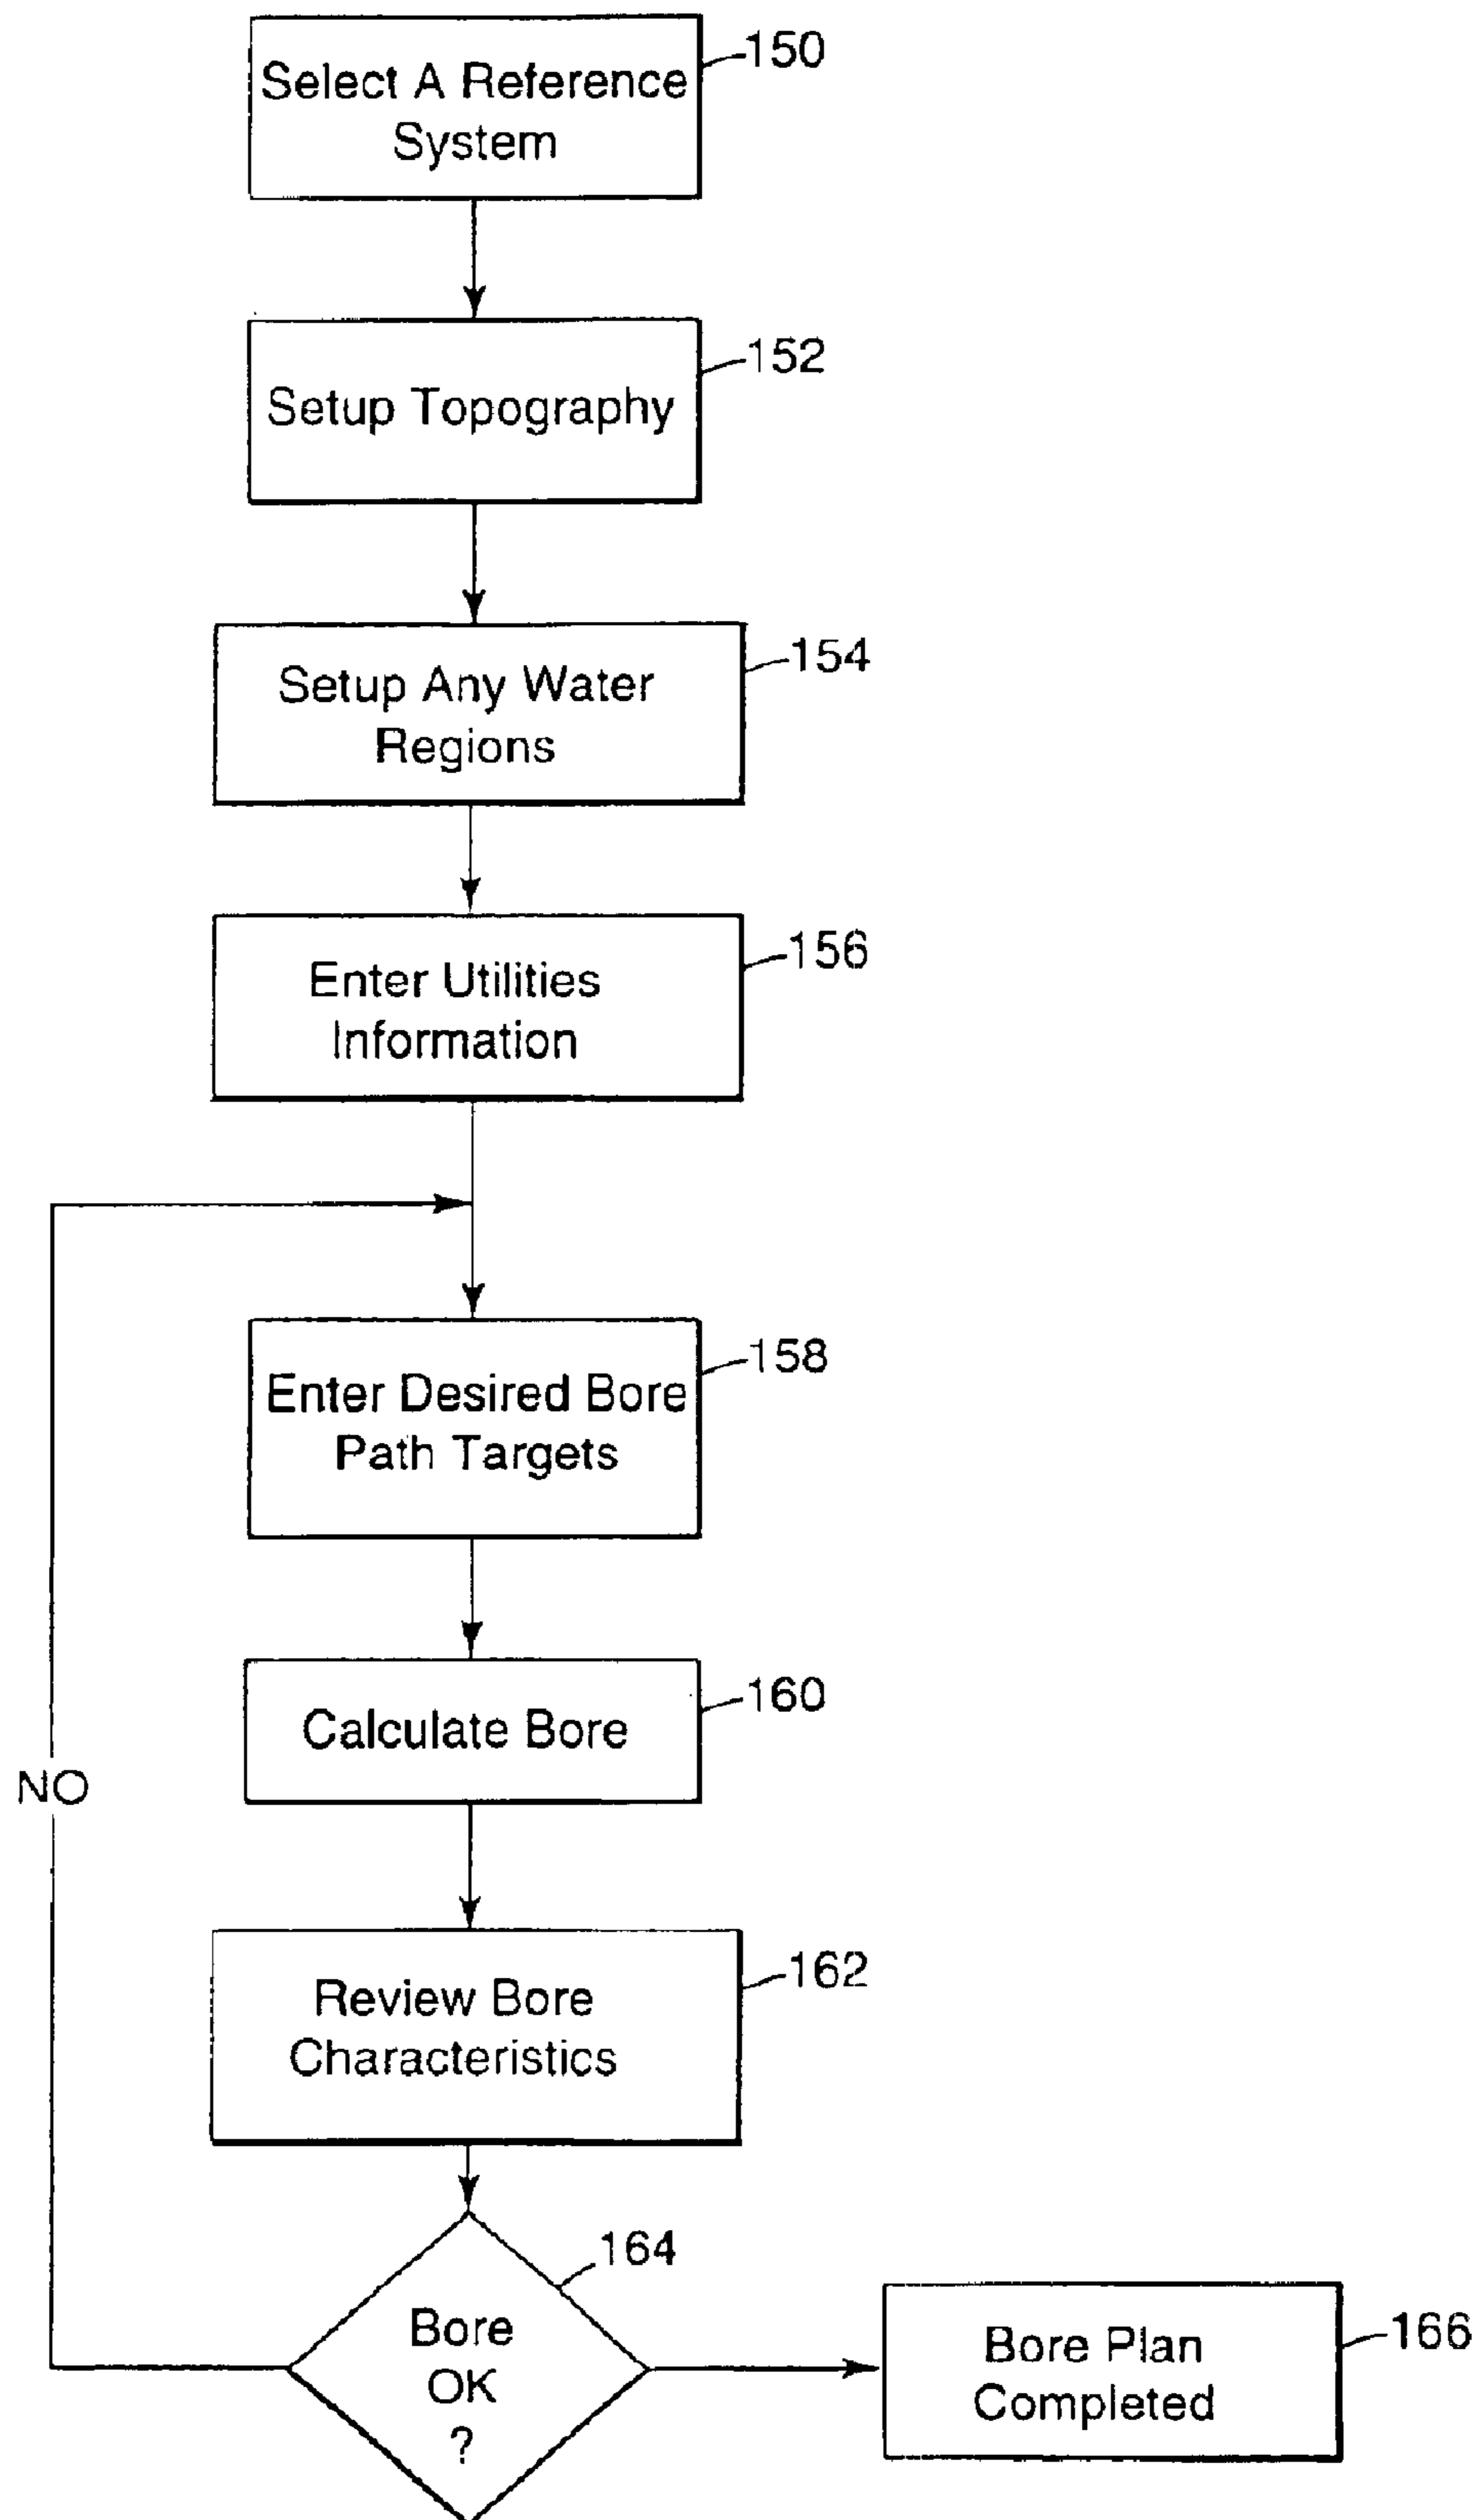 Select A Reference
System
150
Setup Topography
152
Setup Any Water
Regions
154
Enter Utilities
Information
156
Enter Desired Bore
Path Targets
158
Calculate Bore
160
NO
Review Bore
Characteristics
162
Bore
OK
?
164
Bore Plan
Completed
166